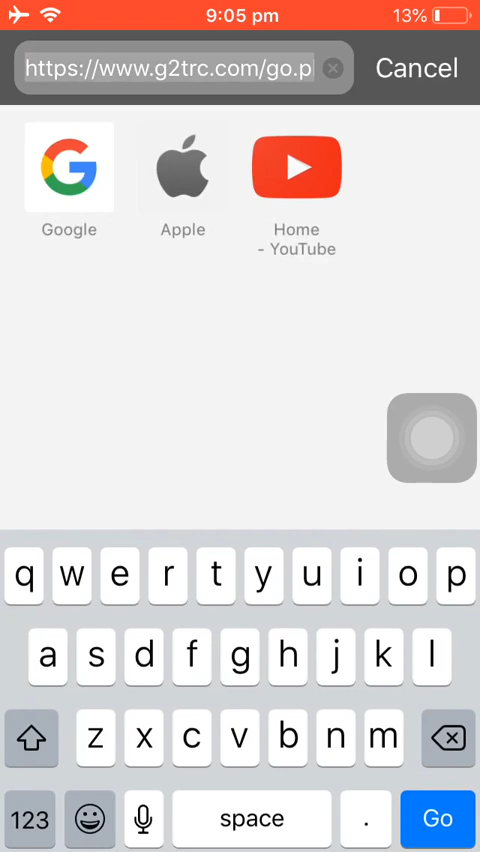 9:05 pm
13%
https://www.g2trc.com/go.p
Cancel
Google
Apple
Home
- YouTube
q w e r t y u i o p
a s d f g h j k l
z x c v b n m
123
space
.
Go